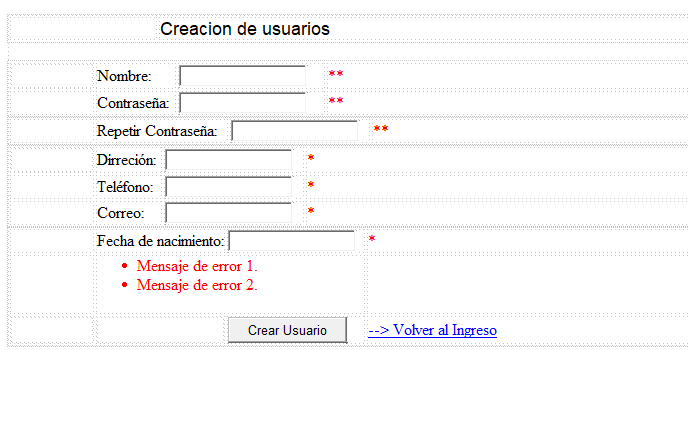 Creacion de usuarios
Nombre: **
Contraseña: **
Repetir Contraseña: **
Dirreción: *
Teléfono: *
Correo: *
Fecha de nacimiento: *
• Mensaje de error 1.
• Mensaje de error 2.
Crear Usuario --> Volver al Ingreso